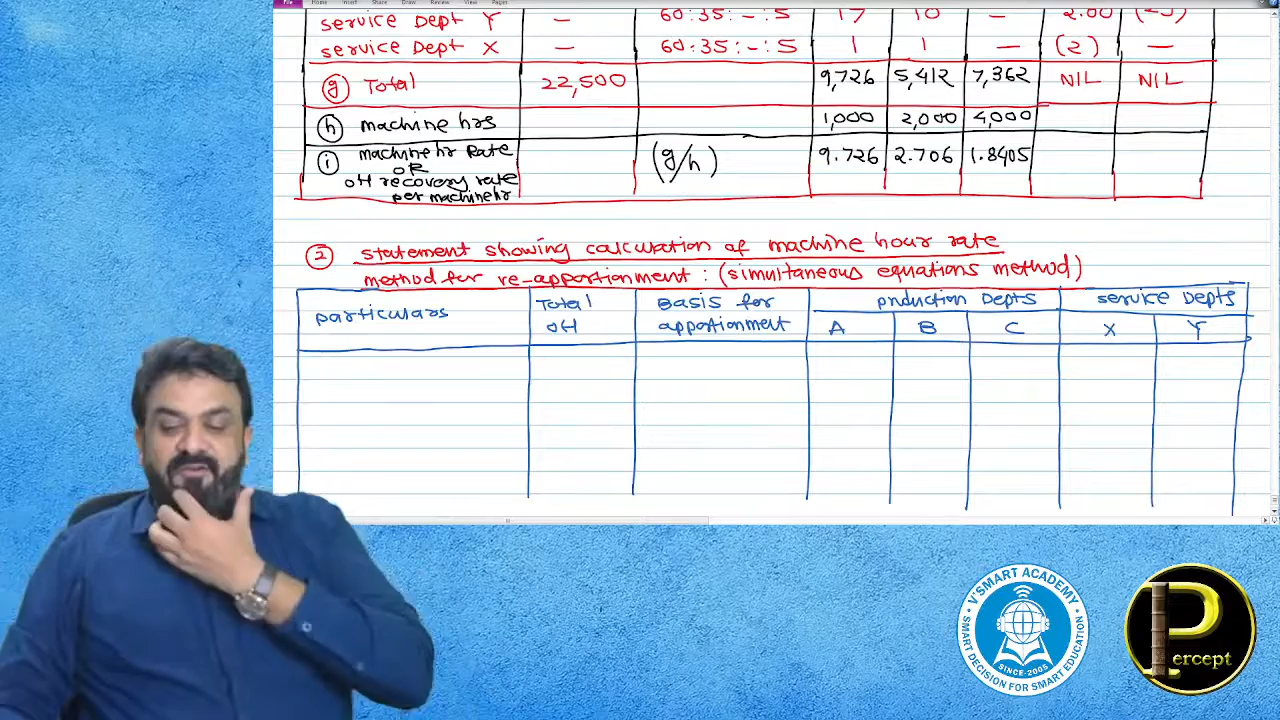 service Dept Y — 60:35:-:5 17 10 — 2.00
service Dept X — 60:35:-:5 1 1 — (2) —
g Total 22,500 9,726 5,412 7,362 NIL NIL
h machine hrs 1,000 2,000 4,000
i machine hr Rate (g/h) 9.726 2.706 1.8405
OR
OH recovery rate
per machine hr
2 statement showing calculation of machine hour rate
method for re-apportionment : (simultaneous equations method)
particulars Total OH Basis for apportionment production Depts service Depts
A B C X Y
V'SMART ACADEMY
SINCE-2005
SMART DECISION FOR SMART EDUCATION
Percept